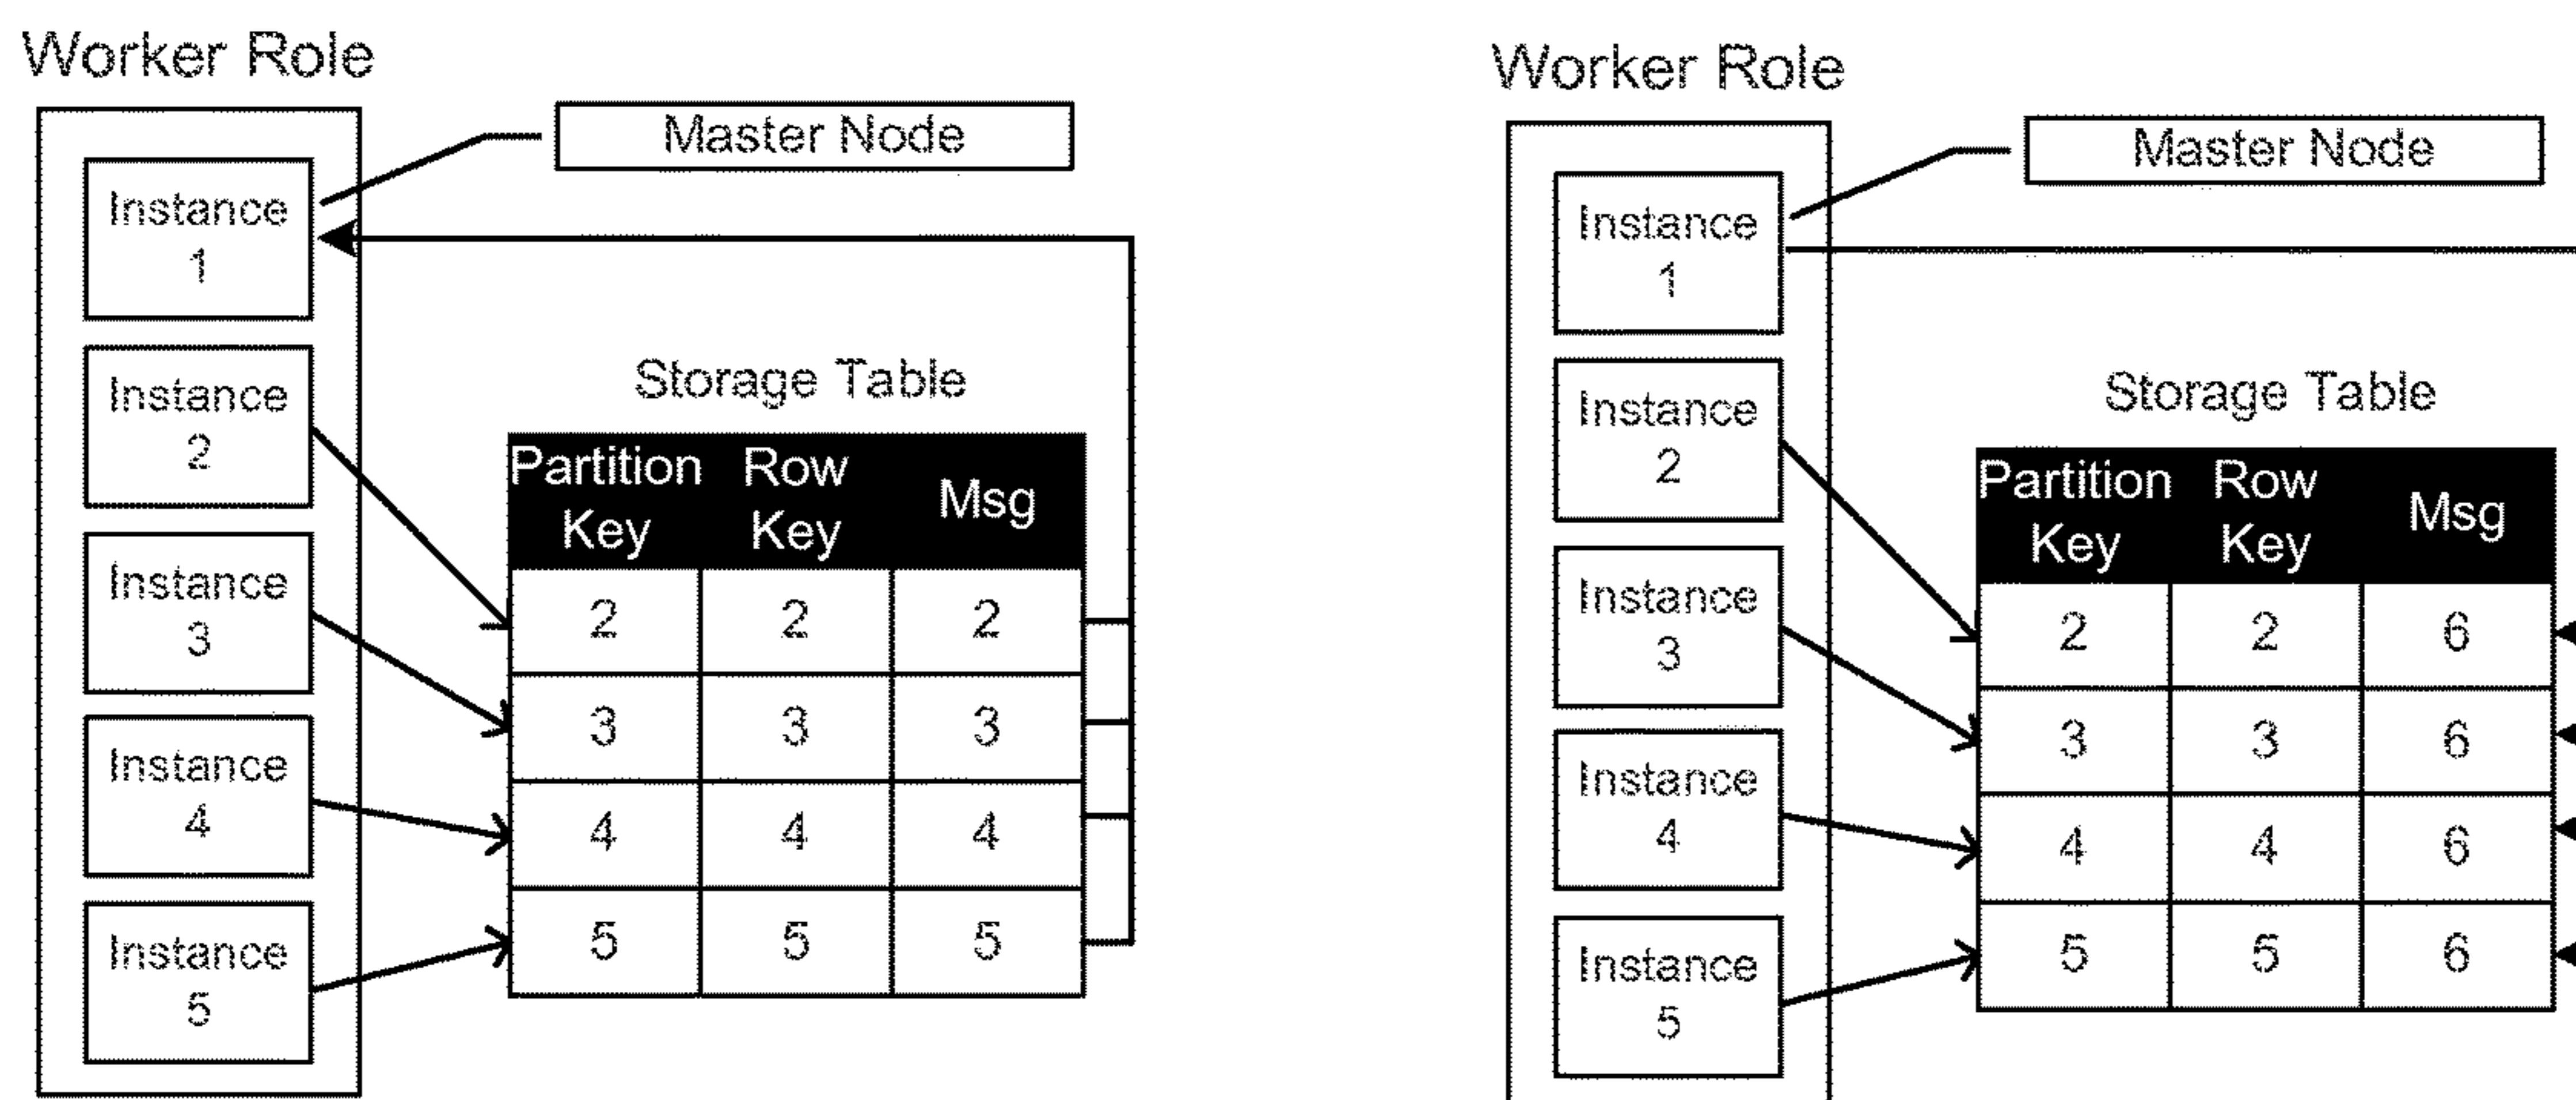 Worker Role
Master Node
Instance
1
Instance
2
Instance
3
Instance
4
Instance
5
Storage Table
Partition Key Row Key Msg
2 2 2
3 3 3
4 4 4
5 5 5
Worker Role
Master Node
Instance
1
Instance
2
Instance
3
Instance
4
Instance
5
Storage Table
Partition Key Row Key Msg
2 2 6
3 3 6
4 4 6
5 5 6